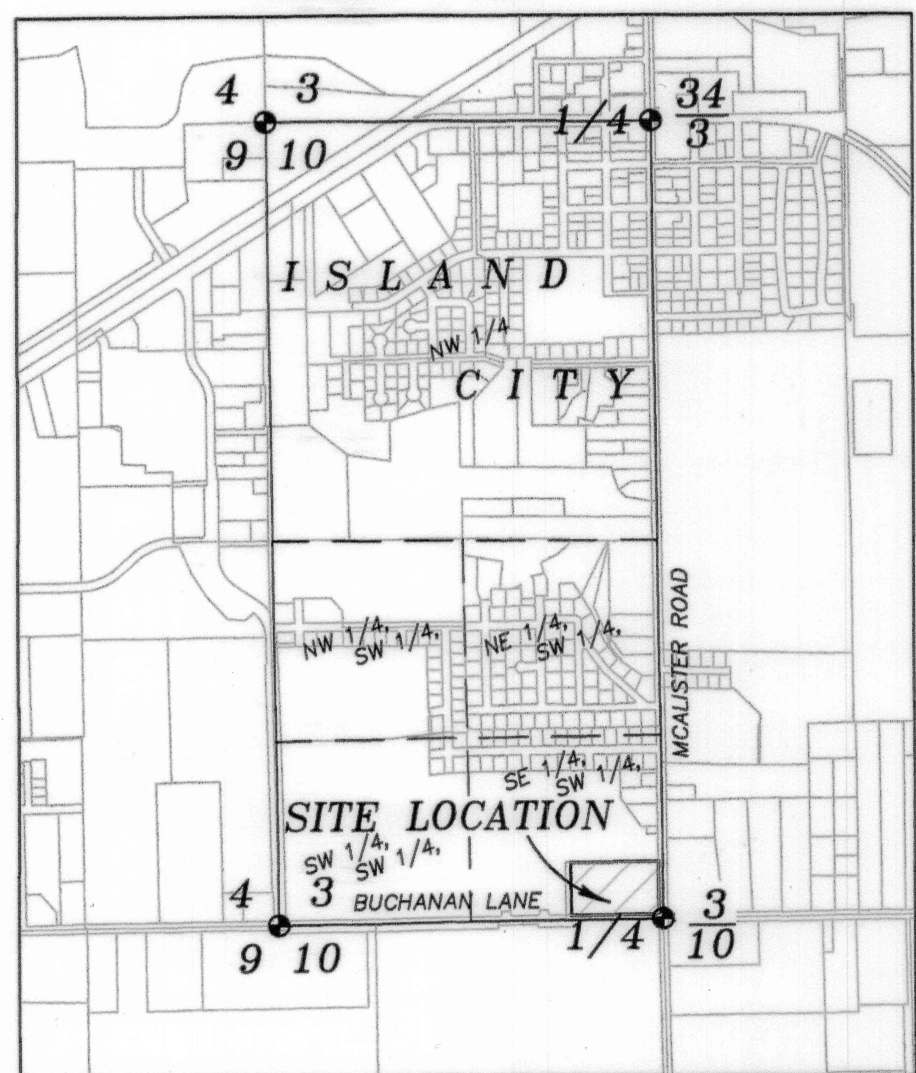 4 3
1/4 34
3
9 10
I S L A N D
NW 1/4
C I T Y
MCALISTER ROAD
NW 1/4,
SW 1/4,
NE 1/4,
SW 1/4,
SE 1/4,
SW 1/4,
SITE LOCATION
SW 1/4,
SW 1/4,
4 3
BUCHANAN LANE
1/4 3
10
9 10